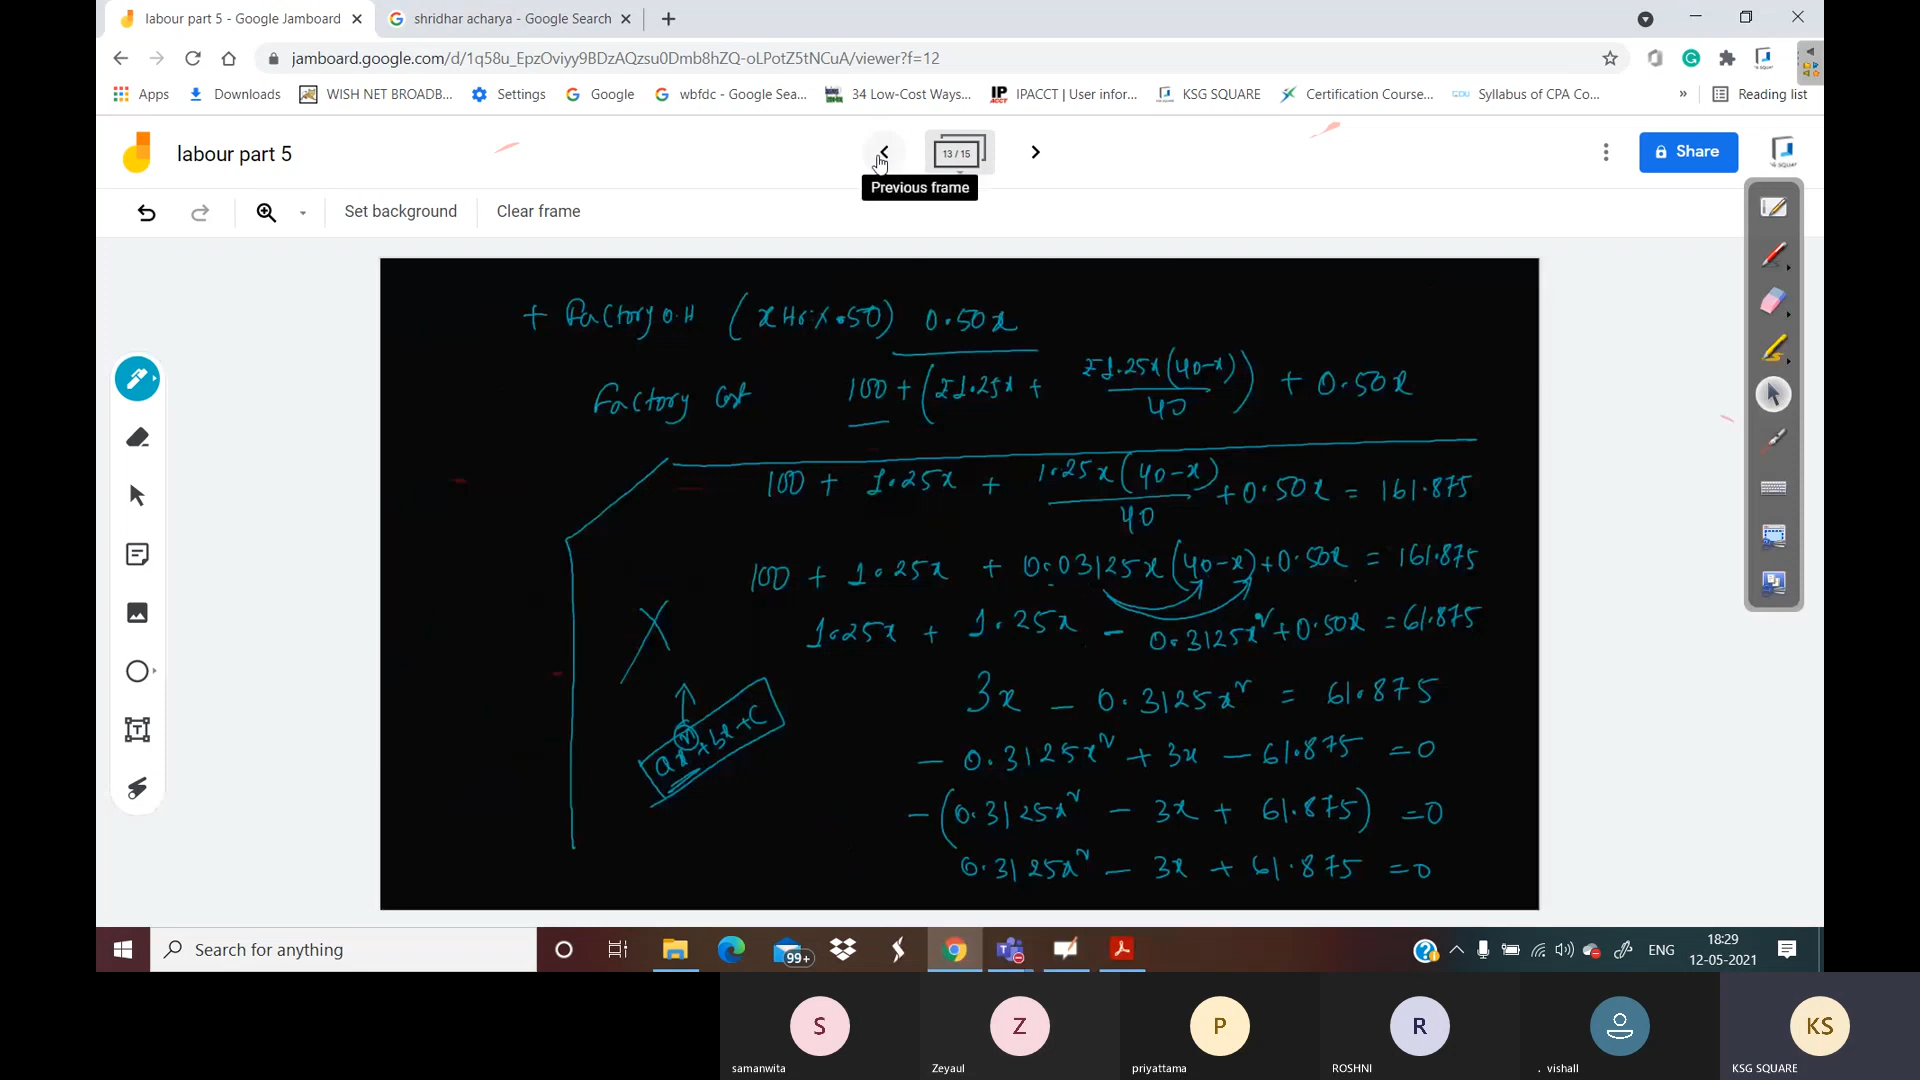 labour part 5 - Google Jamboard
shridhar acharya - Google Search
jamboard.google.com/d/1q58u_EpzOviyy9BDzAQzsu0Dmb8hZQ-oLPotZ5tNCuA/viewer?f=12
Apps Downloads WISH NET BROADB... Settings Google wbfdc - Google Sea... 34 Low-Cost Ways... IPACCT | User infor... KSG SQUARE Certification Course... Syllabus of CPA Co... » Reading list
labour part 5
13 / 15
Share
Previous frame
Set background
Clear frame
+ Factory O.H (x Hrs × .50) 0.50x
Factory Cost 100 + (Σ1.25x + Σ1.25x(40-x)/40) + 0.50x
100 + 1.25x + 1.25x(40-x)/40 + 0.50x = 161.875
100 + 1.25x + 0.03125x(40-x) + 0.50x = 161.875
1.25x + 1.25x - 0.3125x² + 0.50x = 61.875
3x - 0.3125x² = 61.875
- 0.3125x² + 3x - 61.875 = 0
- (0.3125x² - 3x + 61.875) = 0
0.3125x² - 3x + 61.875 = 0
X
ax²+bx+c
Search for anything
99+
ENG
18:29
12-05-2021
S
Z
P
R
KS
samanwita
Zeyaul
priyattama
ROSHNI
. vishall
KSG SQUARE